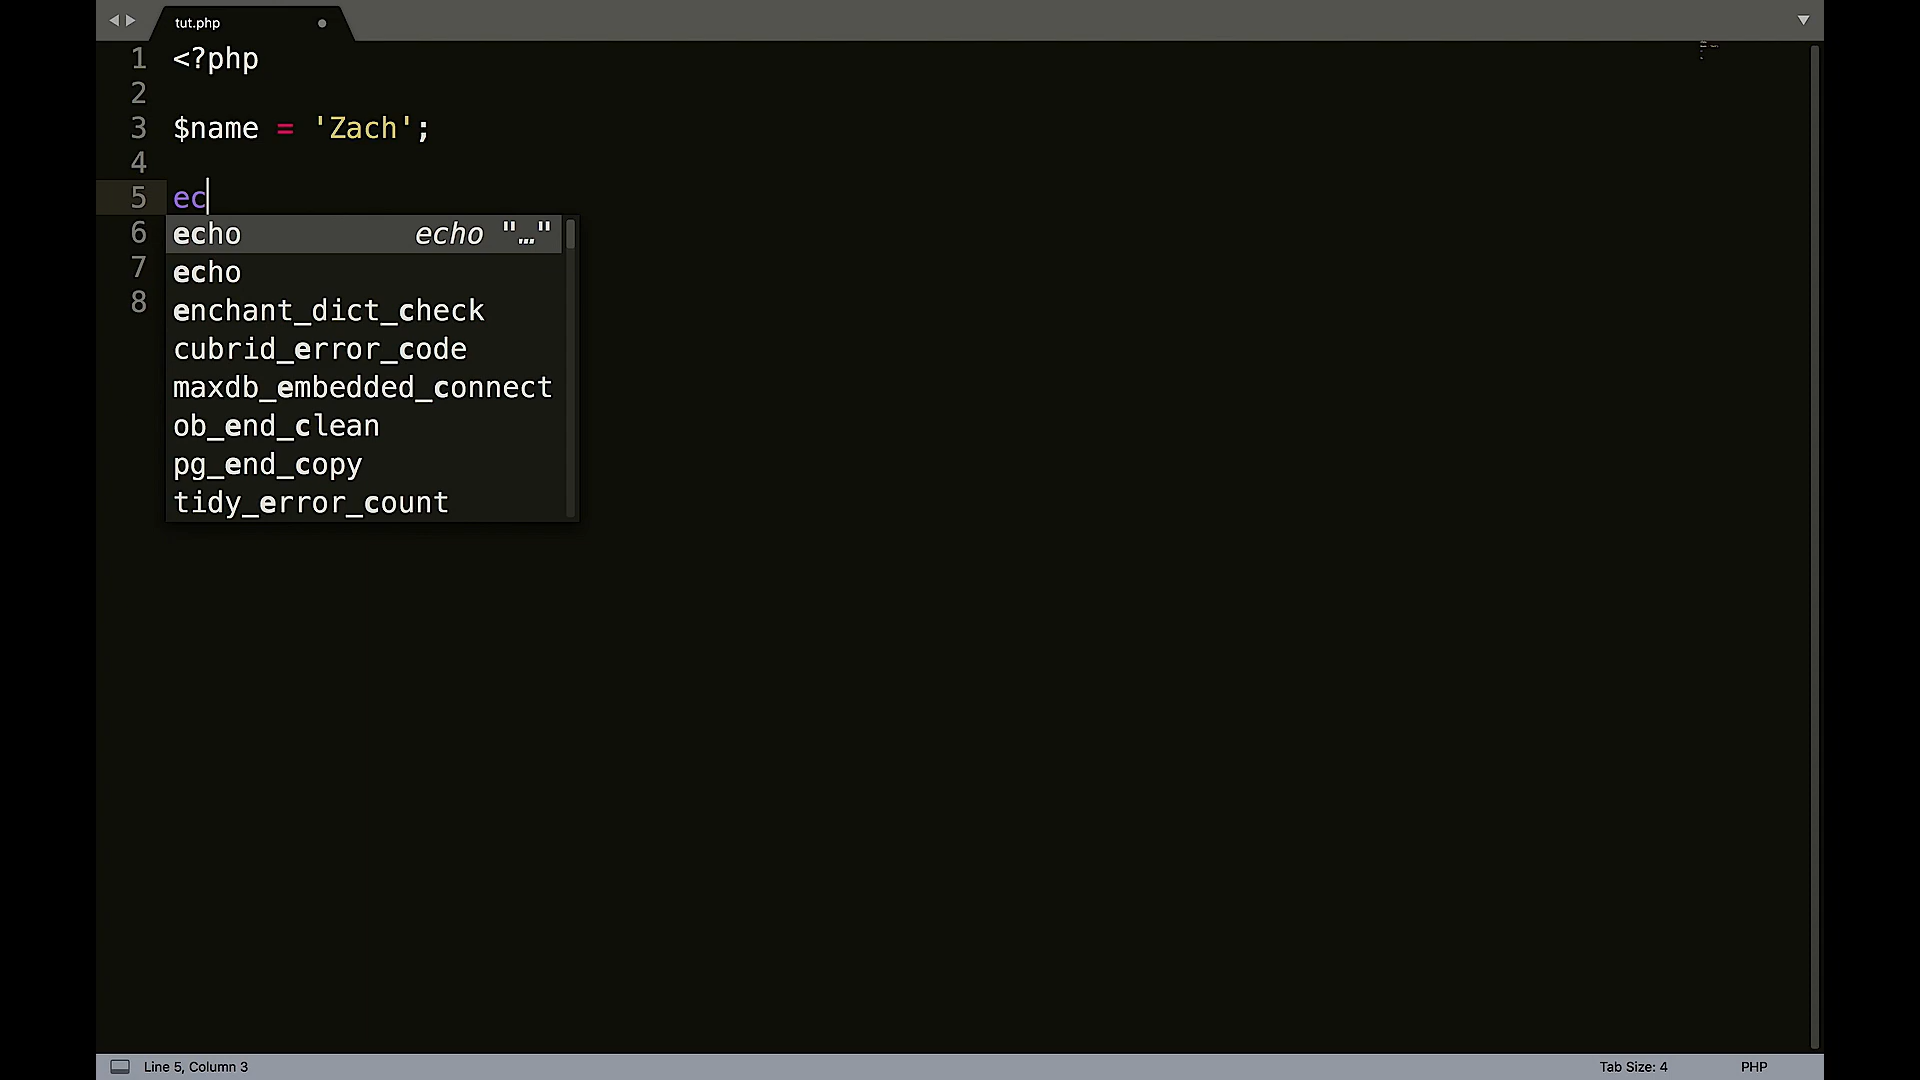 tut.php
1 <?php
2
3 $name = 'Zach';
4
5 ec
6
7
8
echo echo "…"
echo
enchant_dict_check
cubrid_error_code
maxdb_embedded_connect
ob_end_clean
pg_end_copy
tidy_error_count
Line 5, Column 3 Tab Size: 4 PHP